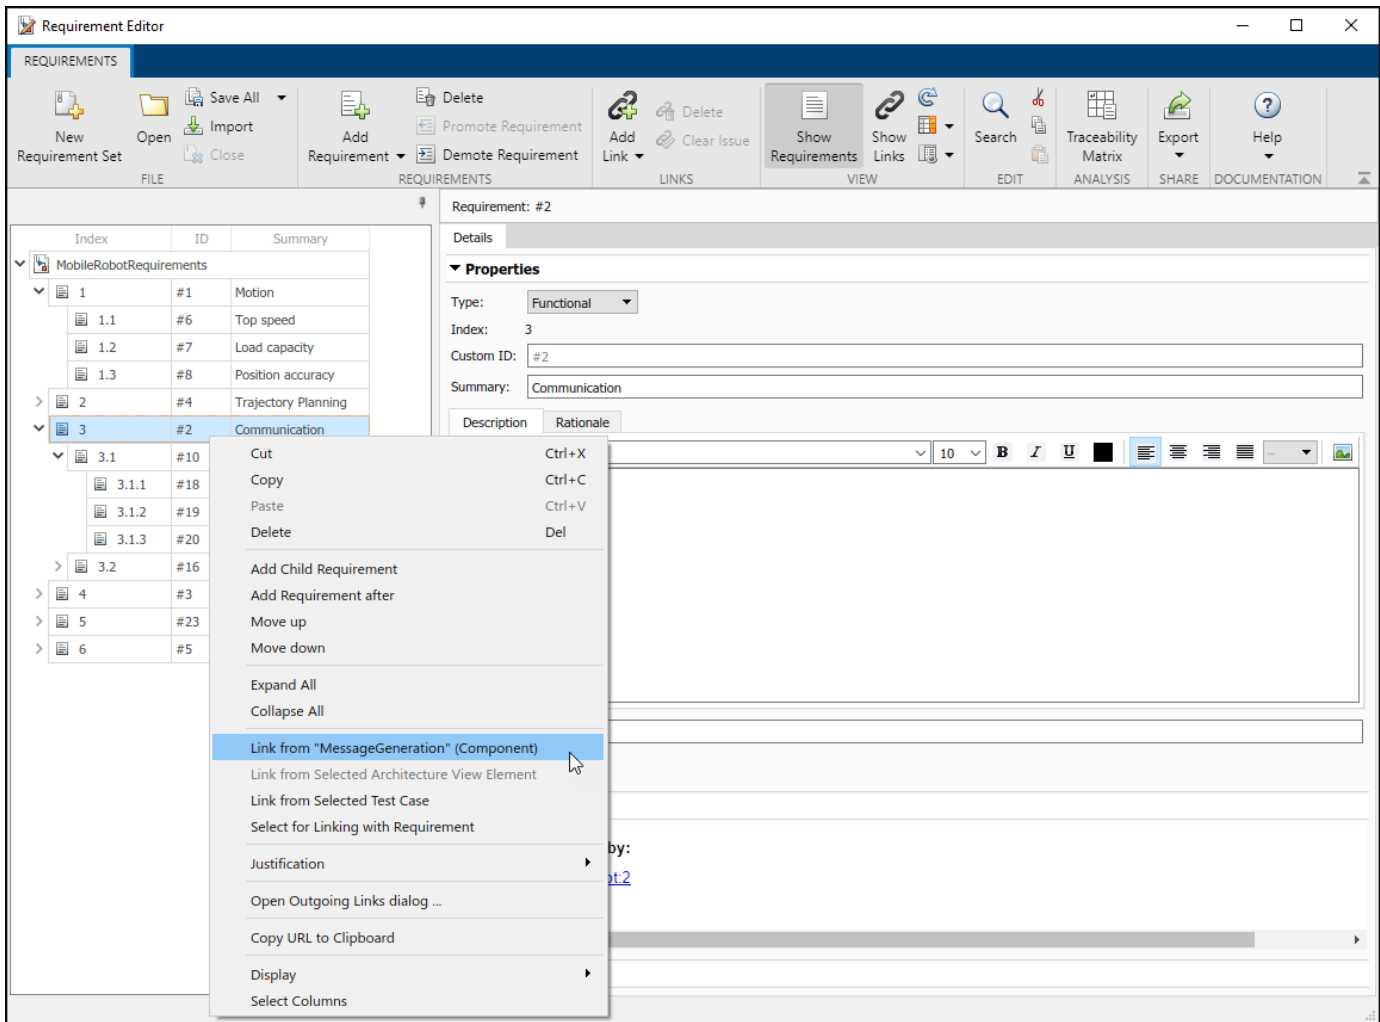 Requirement Editor
REQUIREMENTS
New Requirement Set
Open
Save All
Import
Close
FILE
Add Requirement
Delete
Promote Requirement
Demote Requirement
REQUIREMENTS
Add Link
Delete
Clear Issue
LINKS
Show Requirements
Show Links
VIEW
Search
EDIT
Traceability Matrix
ANALYSIS
Export
SHARE
Help
DOCUMENTATION
Index ID Summary
MobileRobotRequirements
1 #1 Motion
1.1 #6 Top speed
1.2 #7 Load capacity
1.3 #8 Position accuracy
2 #4 Trajectory Planning
3 #2 Communication
3.1 #10
3.1.1 #18
3.1.2 #19
3.1.3 #20
3.2 #16
4 #3
5 #23
6 #5
Cut Ctrl+X
Copy Ctrl+C
Paste Ctrl+V
Delete Del
Add Child Requirement
Add Requirement after
Move up
Move down
Expand All
Collapse All
Link from "MessageGeneration" (Component)
Link from Selected Architecture View Element
Link from Selected Test Case
Select for Linking with Requirement
Justification
Open Outgoing Links dialog ...
Copy URL to Clipboard
Display
Select Columns
Requirement: #2
Details
Properties
Type: Functional
Index: 3
Custom ID: #2
Summary: Communication
Description Rationale
10 B I U
by:
ot:2